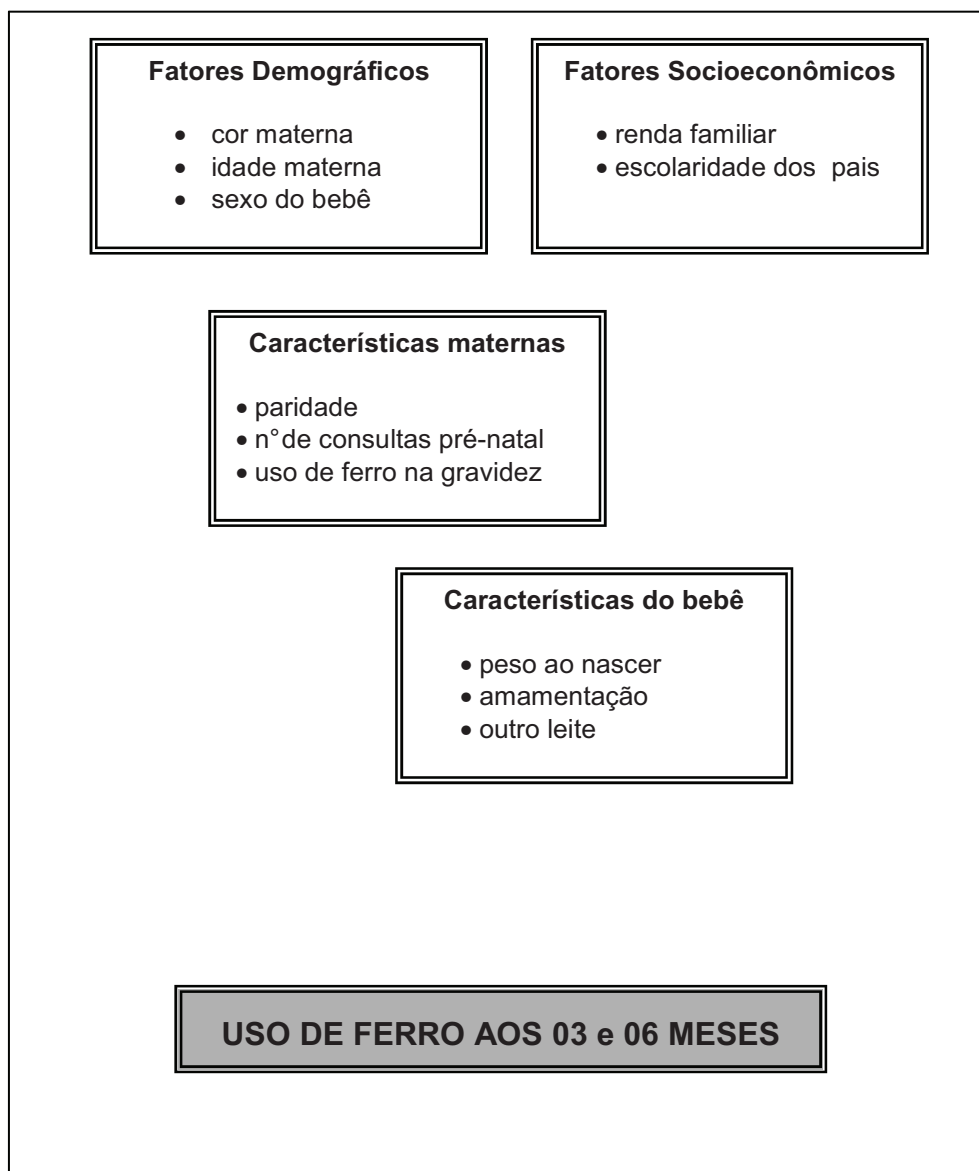 Fatores Demográficos
• cor materna
• idade materna
• sexo do bebê
Fatores Socioeconômicos
• renda familiar
• escolaridade dos pais
Característícas maternas
• paridade
• n° de consultas pré-natal
• uso de ferro na gravidez
Características do bebê
• peso ao nascer
• amamentação
• outro leite
USO DE FERRO AOS 03 e 06 MESES